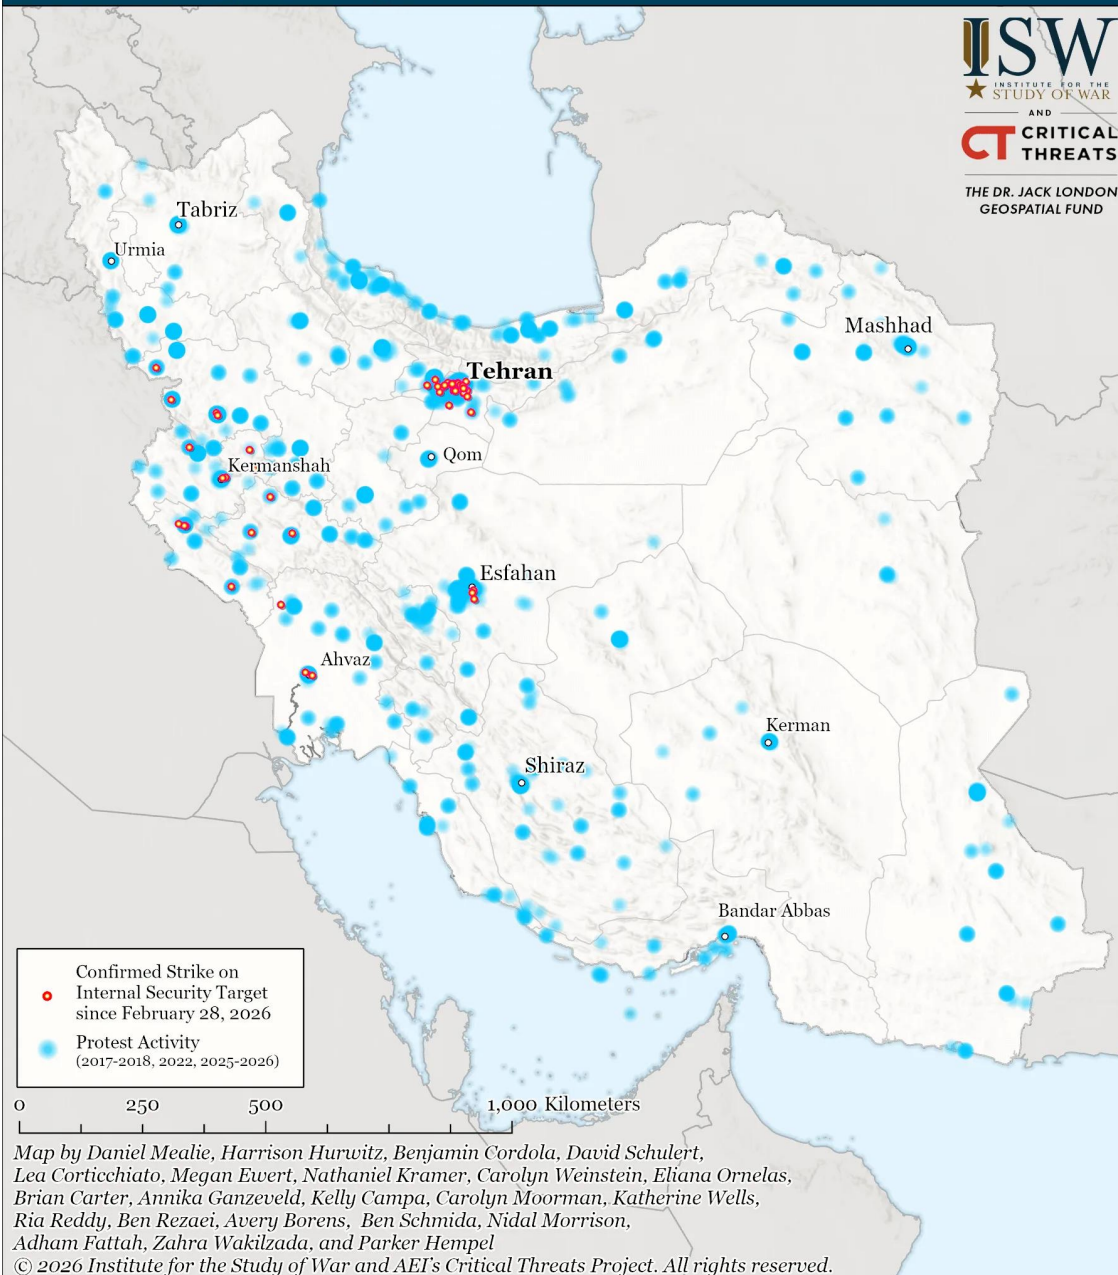 ISW
INSTITUTE FOR THE
STUDY OF WAR
AND
CT CRITICAL
THREATS
THE DR. JACK LONDON
GEOSPATIAL FUND
Tabriz
Urmia
Mashhad
Tehran
Qom
Kermanshah
Esfahan
Ahvaz
Kerman
Shiraz
Bandar Abbas
Confirmed Strike on
Internal Security Target
since February 28, 2026
Protest Activity
(2017-2018, 2022, 2025-2026)
0 250 500 1,000 Kilometers
Map by Daniel Mealie, Harrison Hurwitz, Benjamin Cordola, David Schulert,
Lea Corticchiato, Megan Ewert, Nathaniel Kramer, Carolyn Weinstein, Eliana Ornelas,
Brian Carter, Annika Ganzeveld, Kelly Campa, Carolyn Moorman, Katherine Wells,
Ria Reddy, Ben Rezaei, Avery Borens, Ben Schmida, Nidal Morrison,
Adham Fattah, Zahra Wakilzada, and Parker Hempel
© 2026 Institute for the Study of War and AEI's Critical Threats Project. All rights reserved.